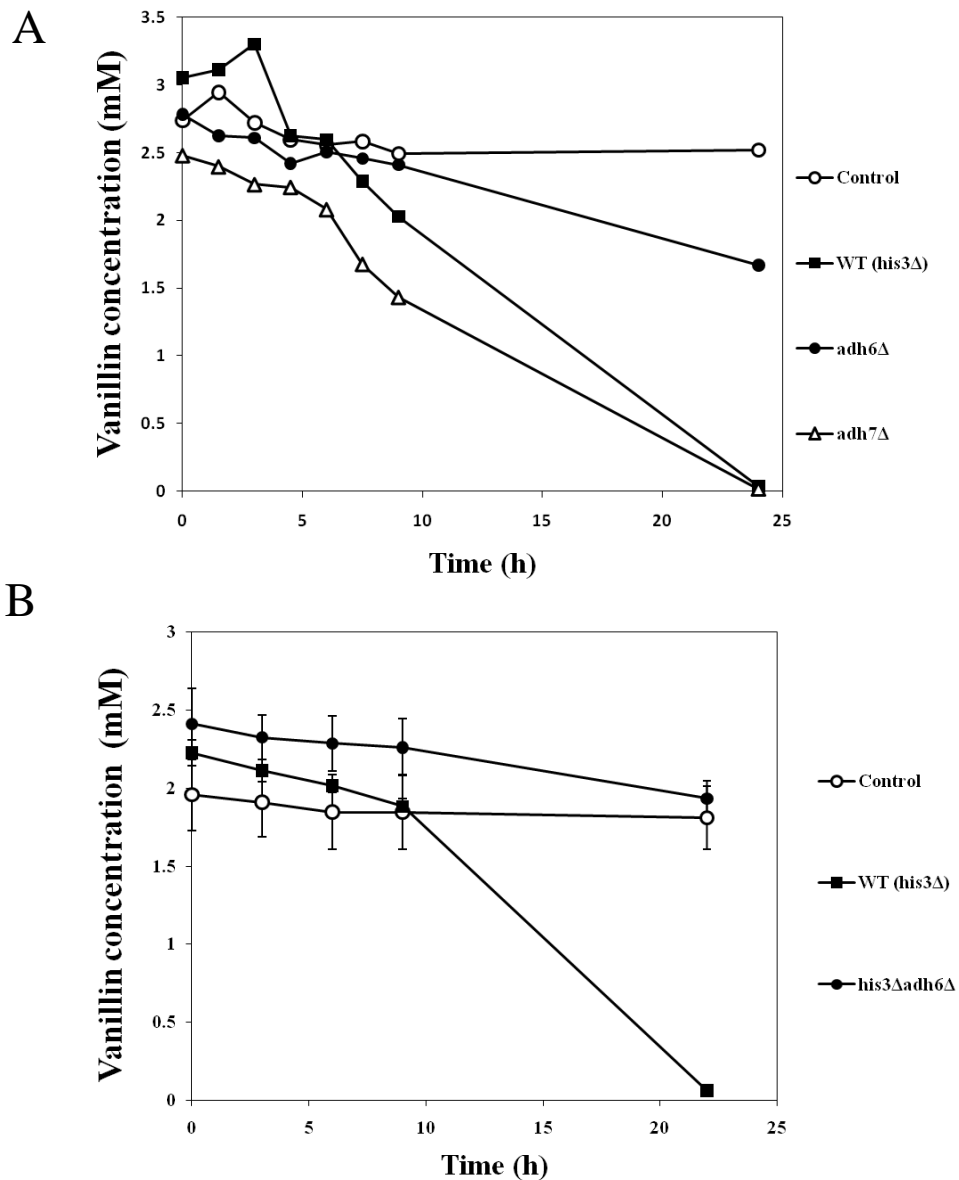 A
Vanillin concentration (mM)
3.5
3
2.5
2
1.5
1
0.5
0
0
5
10
15
20
25
Time (h)
Control
WT (his3Δ)
adh6Δ
adh7Δ
B
Vanillin concentration (mM)
3
2.5
2
1.5
1
0.5
0
0
5
10
15
20
25
Time (h)
Control
WT (his3Δ)
his3Δadh6Δ